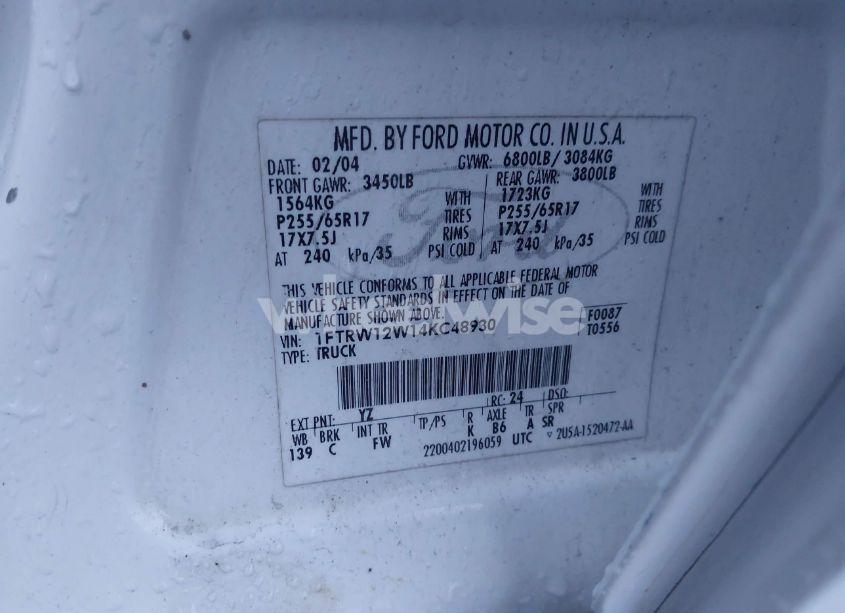 MFD. BY FORD MOTOR CO. IN U.S.A.
DATE: 02/04 GVWR: 6800LB/ 3084KG
FRONT GAWR: 3450LB REAR GAWR: 3800LB
1564KG WITH 1723KG WITH
P255/65R17 TIRES P255/65R17 TIRES
17X7.5J RIMS 17X7.5J RIMS
AT 240 kPa/35 PSI COLD AT 240 kPa/35 PSI COLD
Ford
THIS VEHICLE CONFORMS TO ALL APPLICABLE FEDERAL MOTOR
VEHICLE SAFETY STANDARDS IN EFFECT ON THE DATE OF
MANUFACTURE SHOWN ABOVE. F0087
VIN: 1FTRW12W14KC48930 T0556
TYPE: TRUCK
EXT PNT: YZ RC: 24 DSO:
WB BRK INT TR TP/PS R AXLE TR SPR
139 C FW K B6 A SR
2200402196059 UTC ▽ 2U5A-1520472-AA